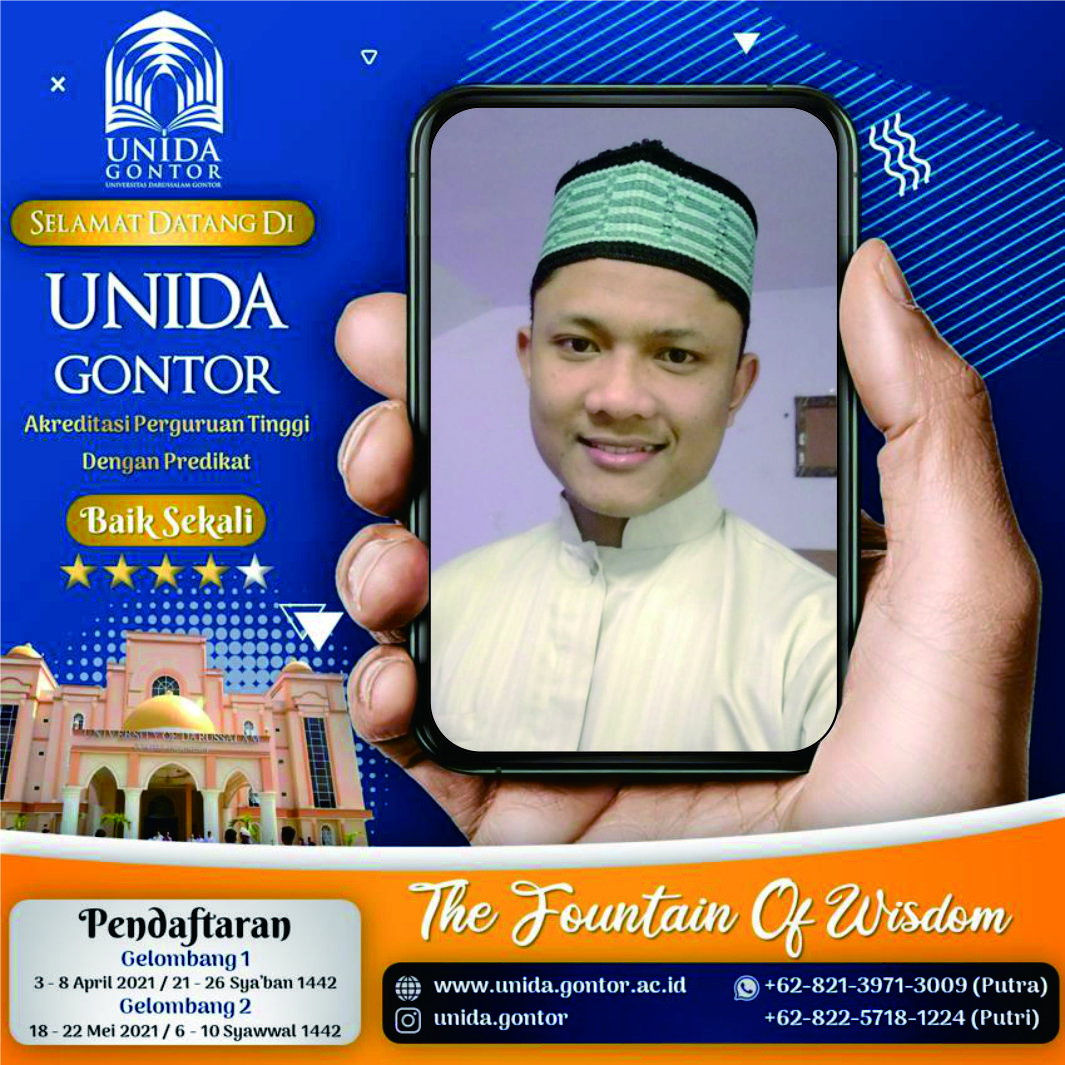 UNIDA
GONTOR
UNIVERSITAS DARUSSALAM GONTOR
SELAMAT DATANG DI
UNIDA
GONTOR
Akreditasi Perguruan Tinggi
Dengan Predikat
Baik Sekali
UNIVERSITY OF DARUSSALAM
The Fountain Of Wisdom
Pendaftaran
Gelombang 1
3 - 8 April 2021 / 21 - 26 Sya'ban 1442
Gelombang 2
18 - 22 Mei 2021 / 6 - 10 Syawwal 1442
www.unida.gontor.ac.id
unida.gontor
+62-821-3971-3009 (Putra)
+62-822-5718-1224 (Putri)